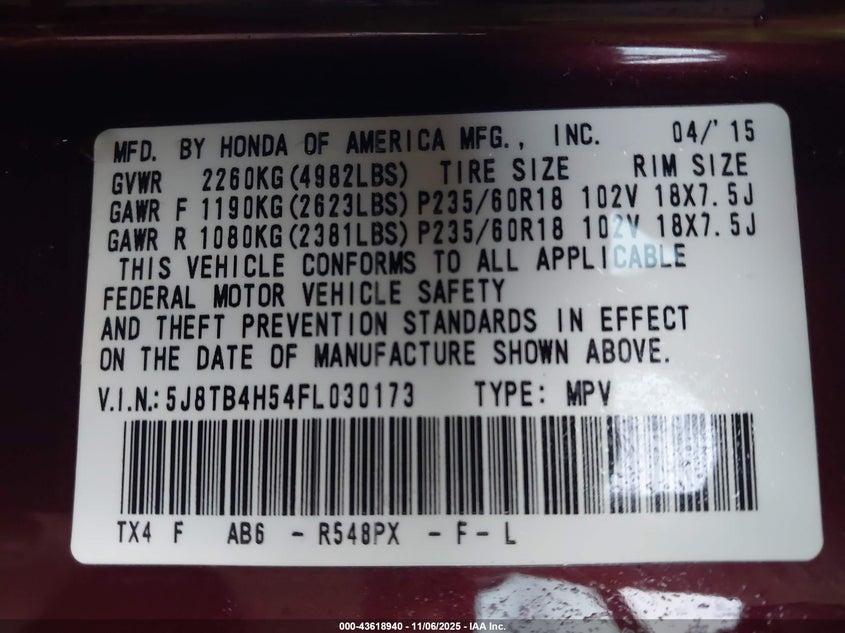 MFD. BY HONDA OF AMERICA MFG., INC. 04/'15
GVWR 2260KG(4982LBS) TIRE SIZE RIM SIZE
GAWR F 1190KG(2623LBS) P235/60R18 102V 18X7.5J
GAWR R 1080KG(2381LBS) P235/60R18 102V 18X7.5J
THIS VEHICLE CONFORMS TO ALL APPLICABLE
FEDERAL MOTOR VEHICLE SAFETY
AND THEFT PREVENTION STANDARDS IN EFFECT
ON THE DATE OF MANUFACTURE SHOWN ABOVE.
V.I.N.: 5J8TB4H54FL030173 TYPE: MPV
TX4 F AB6 - R548PX - F - L
000-43618940 - 11/06/2025 - IAA Inc.